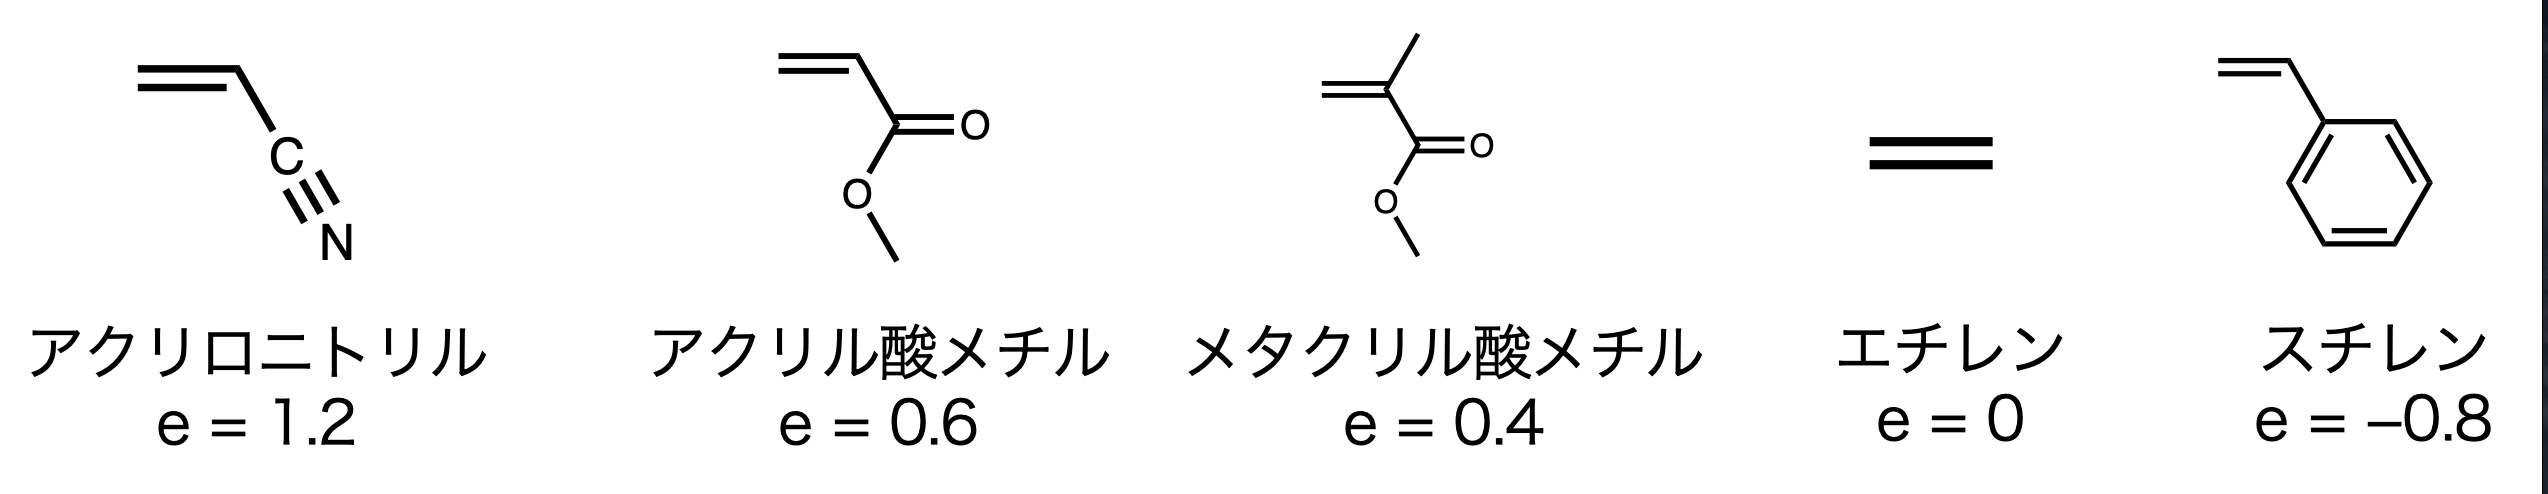 C
N
O
O
O
O
アクリロニトリル
e = 1.2
アクリル酸メチル
e = 0.6
メタクリル酸メチル
e = 0.4
エチレン
e = 0
スチレン
e = –0.8